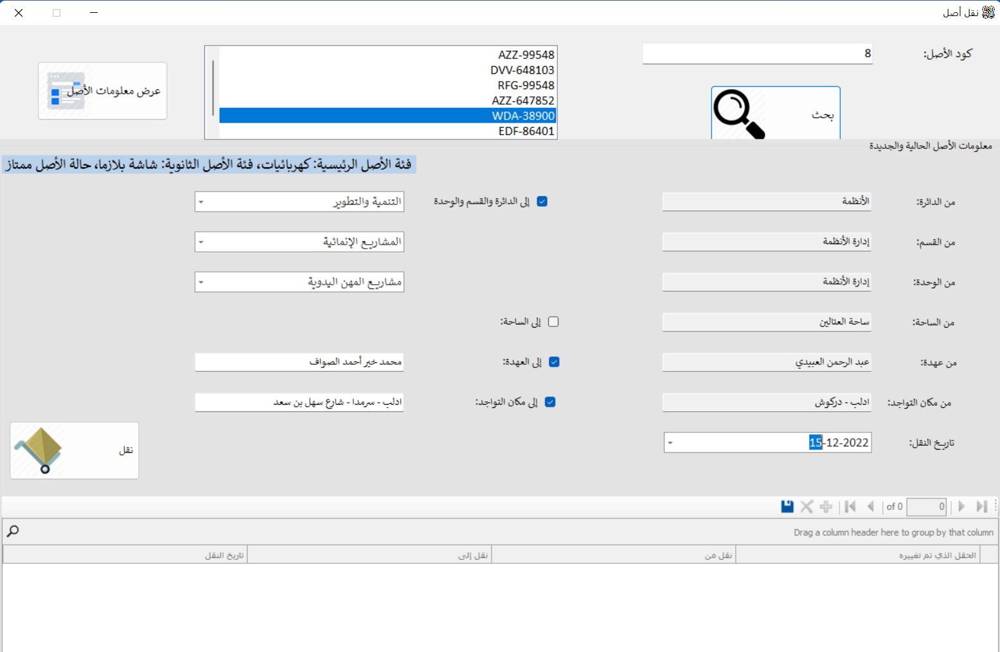 نقل أصل
كود الأصل: 8
بحث
AZZ-99548
DVV-648103
RFG-99548
AZZ-647852
WDA-38900
EDF-86401
عرض معلومات الأصل
معلومات الأصل الحالية والجديدة
فئة الأصل الرئيسية: كهربائيات، فئة الأصل الثانوية: شاشة بلازما، حالة الأصل ممتاز
من الدائرة: الأنظمة إلى الدائرة والقسم والوحدة التنمية والتطوير
من القسم: إدارة الأنظمة المشاريع الإنمائية
من الوحدة: إدارة الأنظمة مشاريع المهن اليدوية
من الساحة: ساحة العتالين إلى الساحة:
من عهدة: عبد الرحمن العبيدي إلى العهدة: محمد خير أحمد الصواف
من مكان التواجد: ادلب - دركوش إلى مكان التواجد: ادلب - سرمدا - شارع سهل بن سعد
تاريخ النقل: 15-12-2022
نقل
of 0 0
Drag a column header here to group by that column
الحقل الذي تم تغييره نقل من نقل إلى تاريخ النقل